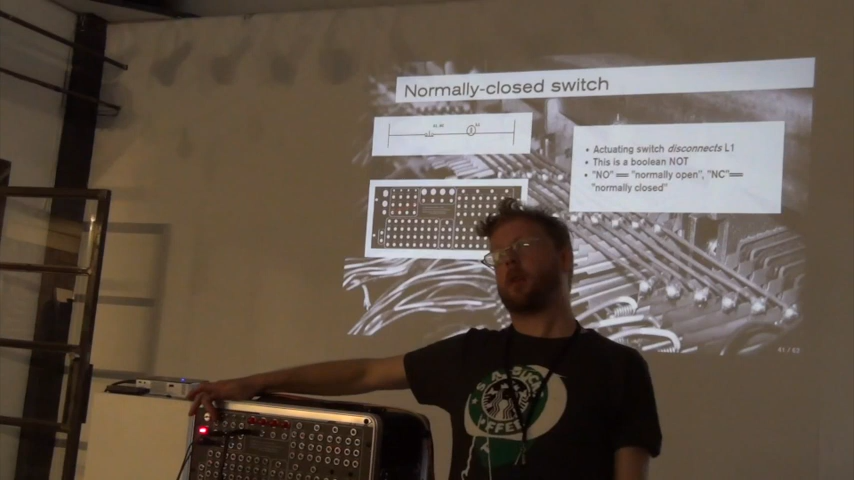 Normally-closed switch
• Actuating switch disconnects L1
• This is a boolean NOT
• "NO" == "normally open", "NC"==
"normally closed"